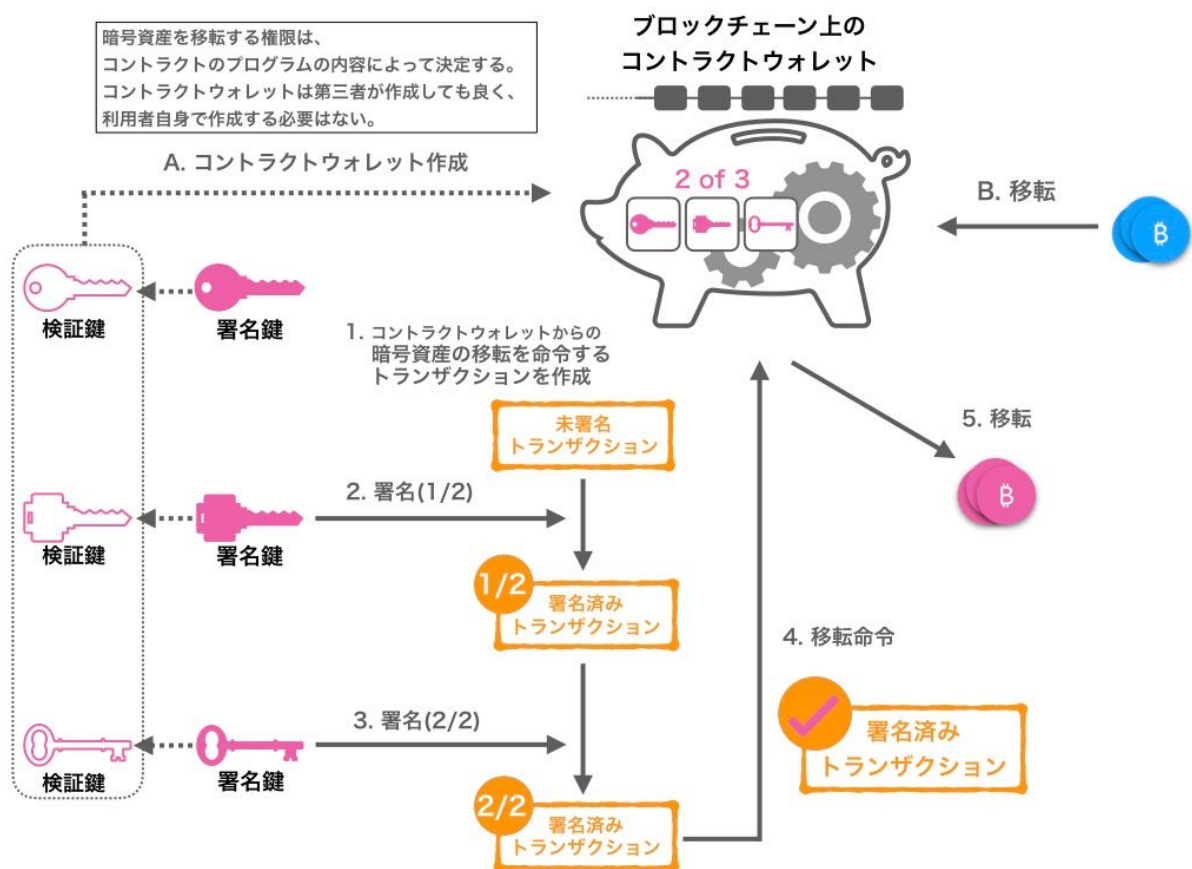 暗号資産を移転する権限は、
コントラクトのプログラムの内容によって決定する。
コントラクトウォレットは第三者が作成しても良く、
利用者自身で作成する必要はない。
ブロックチェーン上の
コントラクトウォレット
A. コントラクトウォレット作成
2 of 3
B. 移転
検証鍵
署名鍵
1. コントラクトウォレットからの
暗号資産の移転を命令する
トランザクションを作成
未署名
トランザクション
5. 移転
2. 署名(1/2)
検証鍵
署名鍵
1/2
署名済み
トランザクション
4. 移転命令
3. 署名(2/2)
署名済み
トランザクション
検証鍵
署名鍵
2/2
署名済み
トランザクション